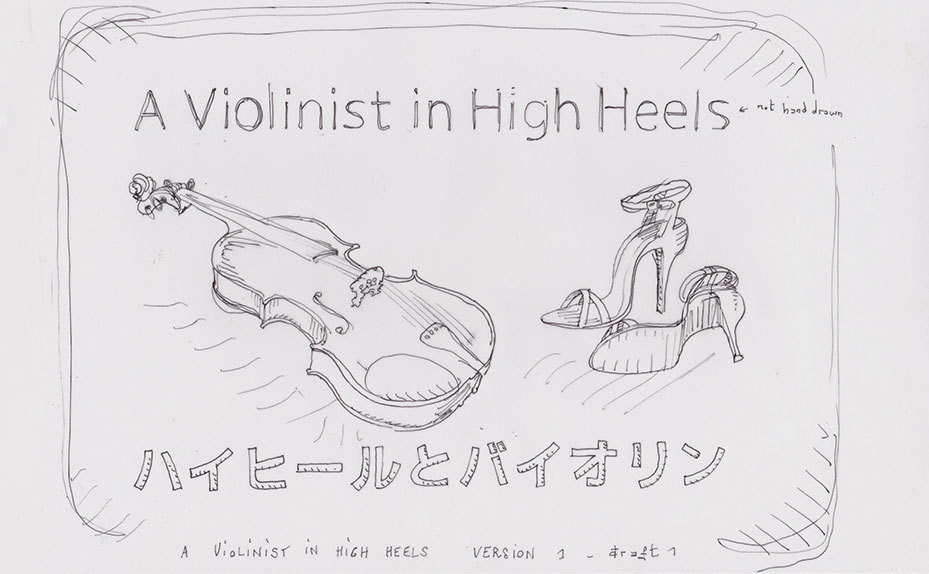 A Violinist in High Heels ← not hand drawn
ハイヒールとバイオリン
A VIOLINIST IN HIGH HEELS VERSION 1 - draft 1